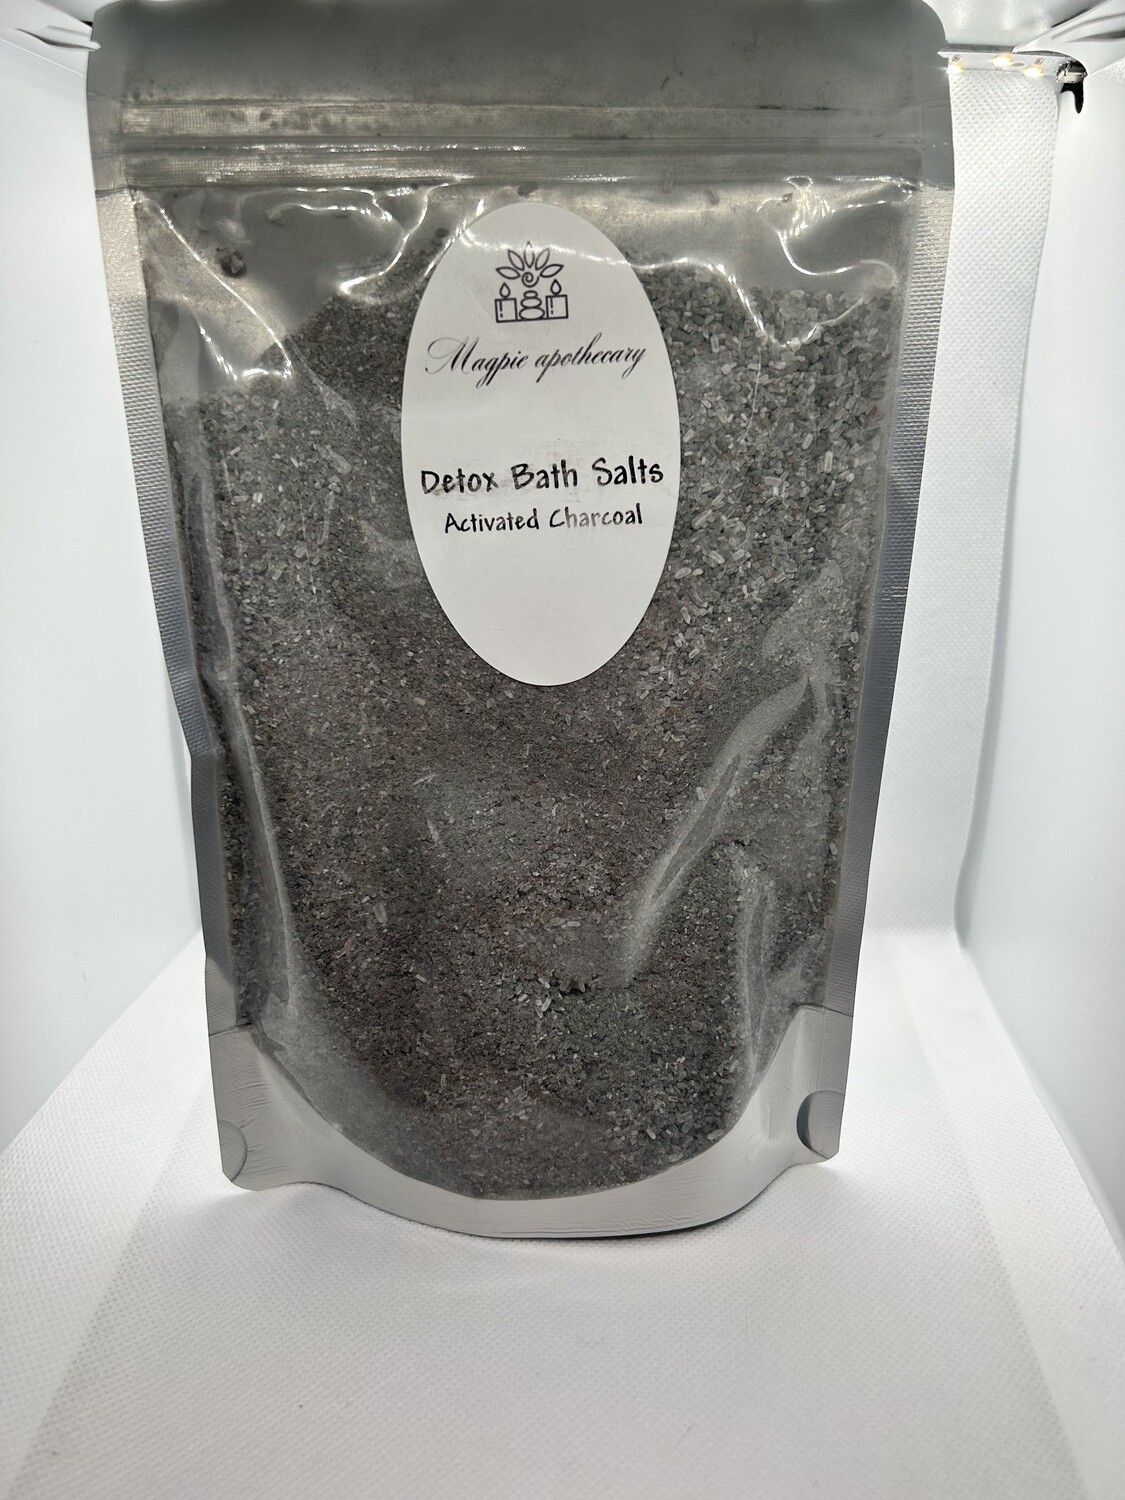 Magpie apothecary
Detox Bath Salts
Activated Charcoal